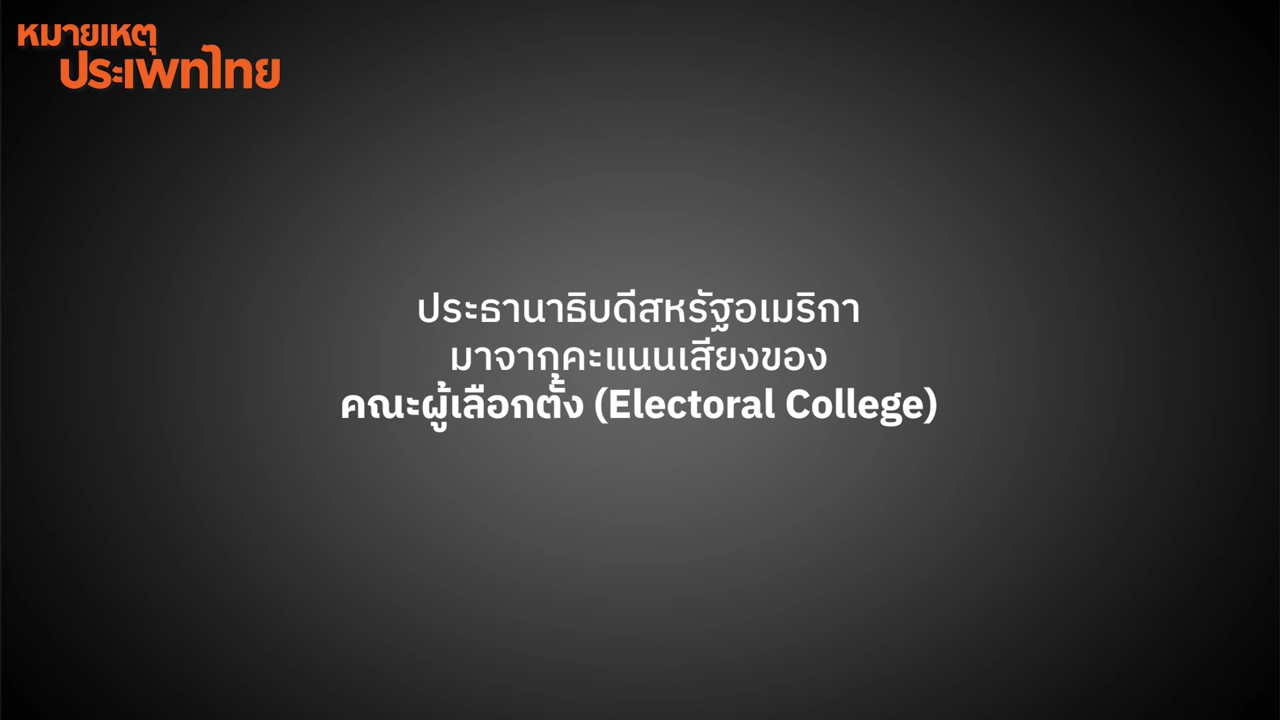 หมายเหตุ
ประเพทไทย
ประธานาธิบดีสหรัฐอเมริกา
มาจากคะแนนเสียงของ
คณะผู้เลือกตั้ง (Electoral College)